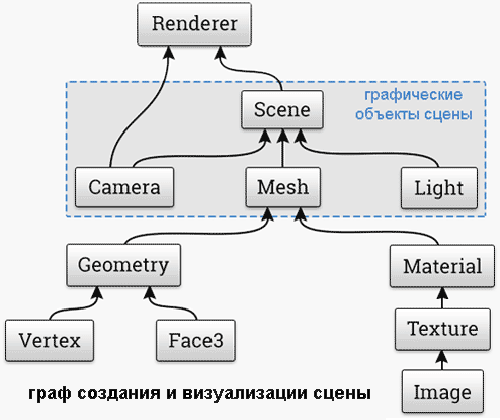 Renderer
графические
объекты сцены
Scene
Camera
Mesh
Light
Geometry
Material
Vertex
Face3
Texture
граф создания и визуализации сцены
Image